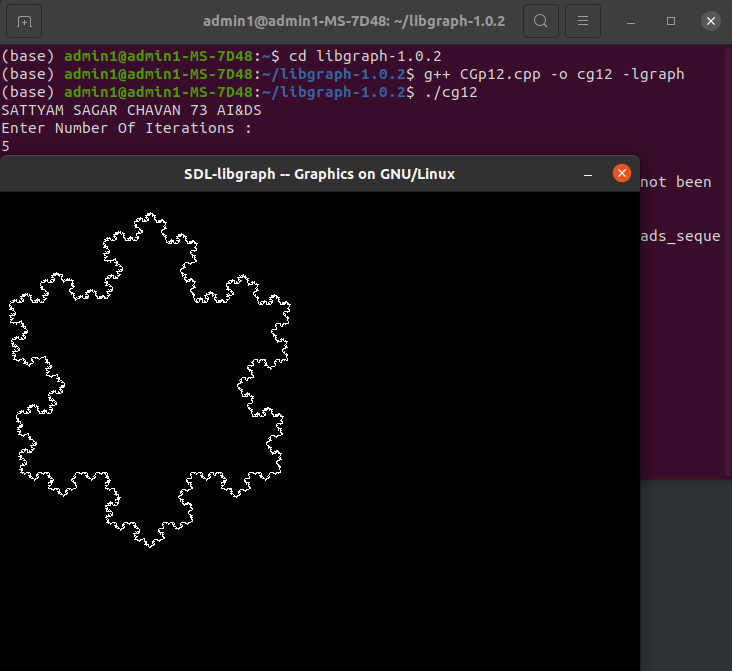 admin1@admin1-MS-7D48: ~/libgraph-1.0.2
(base) admin1@admin1-MS-7D48:~$ cd libgraph-1.0.2
(base) admin1@admin1-MS-7D48:~/libgraph-1.0.2$ g++ CGp12.cpp -o cg12 -lgraph
(base) admin1@admin1-MS-7D48:~/libgraph-1.0.2$ ./cg12
SATTYAM SAGAR CHAVAN 73 AI&DS
Enter Number Of Iterations :
5
SDL-libgraph -- Graphics on GNU/Linux
not been
ads_seque